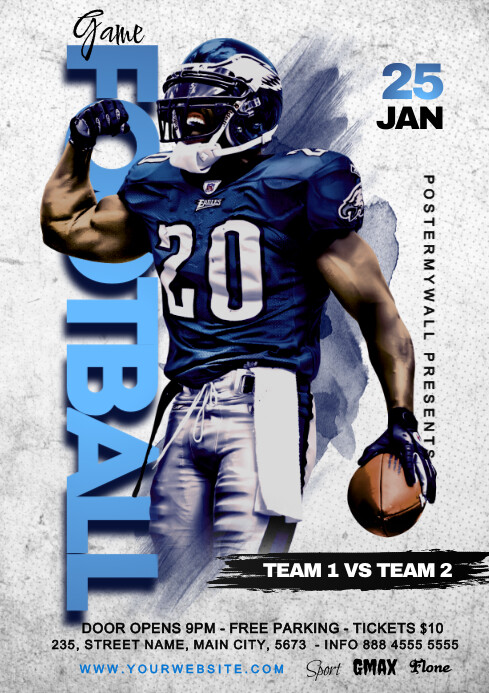 Game
FOOTBALL
25
JAN
POSTERMYWALL PRESENTS
20
20
EAGLES
TEAM 1 VS TEAM 2
DOOR OPENS 9PM - FREE PARKING - TICKETS $10
235, STREET NAME, MAIN CITY, 5673 - INFO 888 4555 5555
WWW.YOURWEBSITE.COM
Sport GMAX Flone